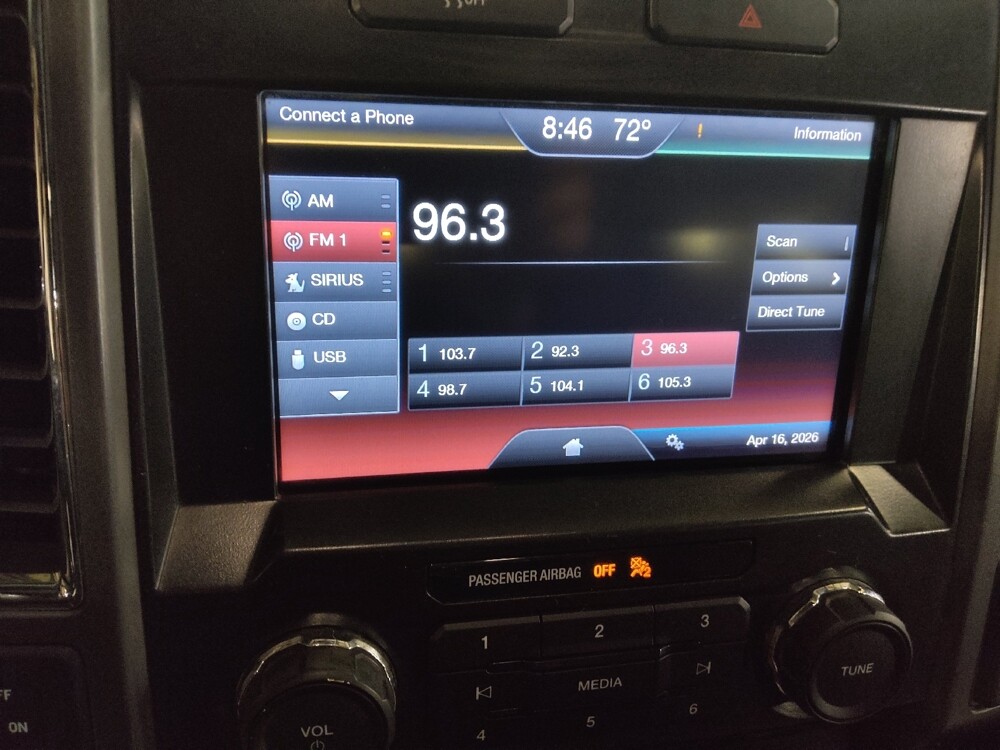 OFF
Connect a Phone
8:46 72° !
Information
AM
FM 1
SIRIUS
CD
USB
96.3
Scan
Options
Direct Tune
1 103.7
2 92.3
3 96.3
4 98.7
5 104.1
6 105.3
Apr 16, 2026
PASSENGER AIRBAG OFF 2
1
2
3
MEDIA
4
5
6
VOL
TUNE
ON